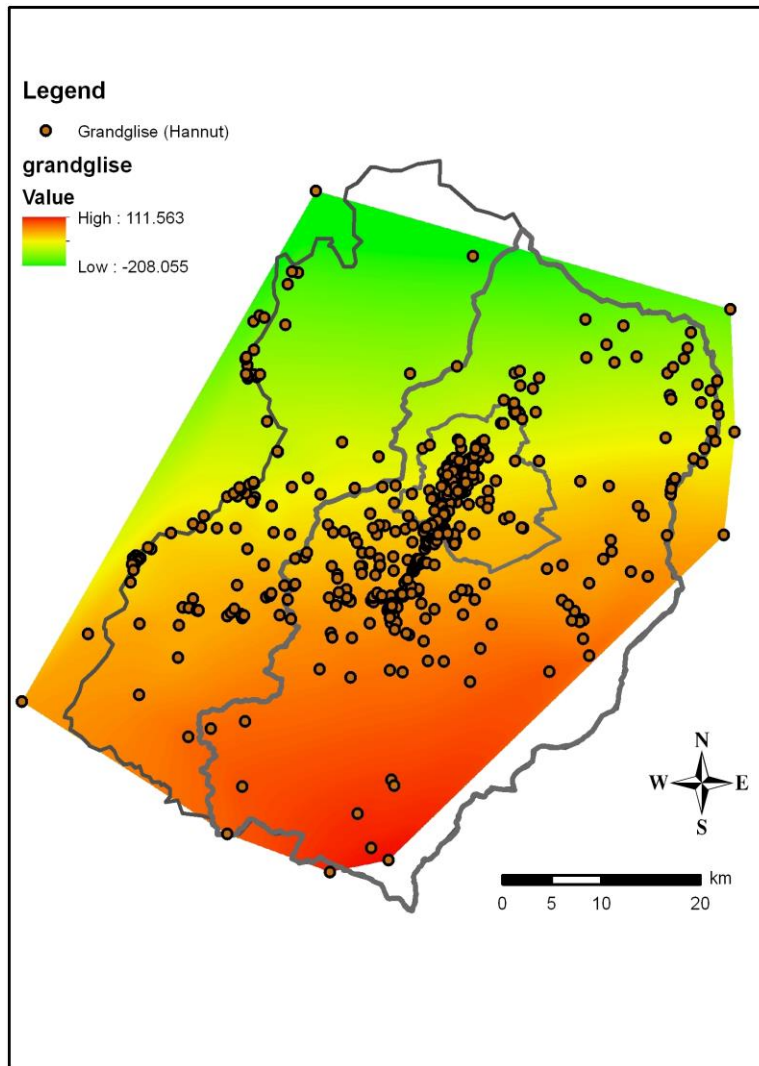 Legend
Grandglise (Hannut)
grandglise
Value
High : 111.563
Low : -208.055
N
W E
S
km
0 5 10 20